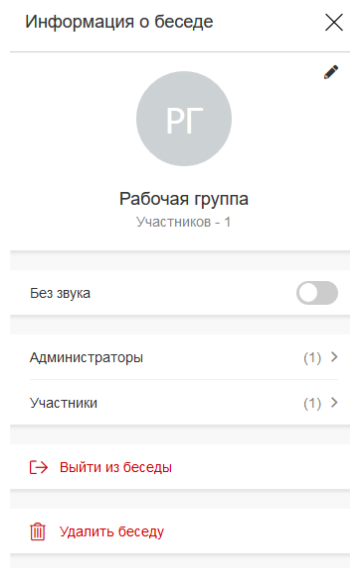 Информация о беседе
РГ
Рабочая группа
Участников - 1
Без звука
Администраторы (1)
Участники (1)
Выйти из беседы
Удалить беседу